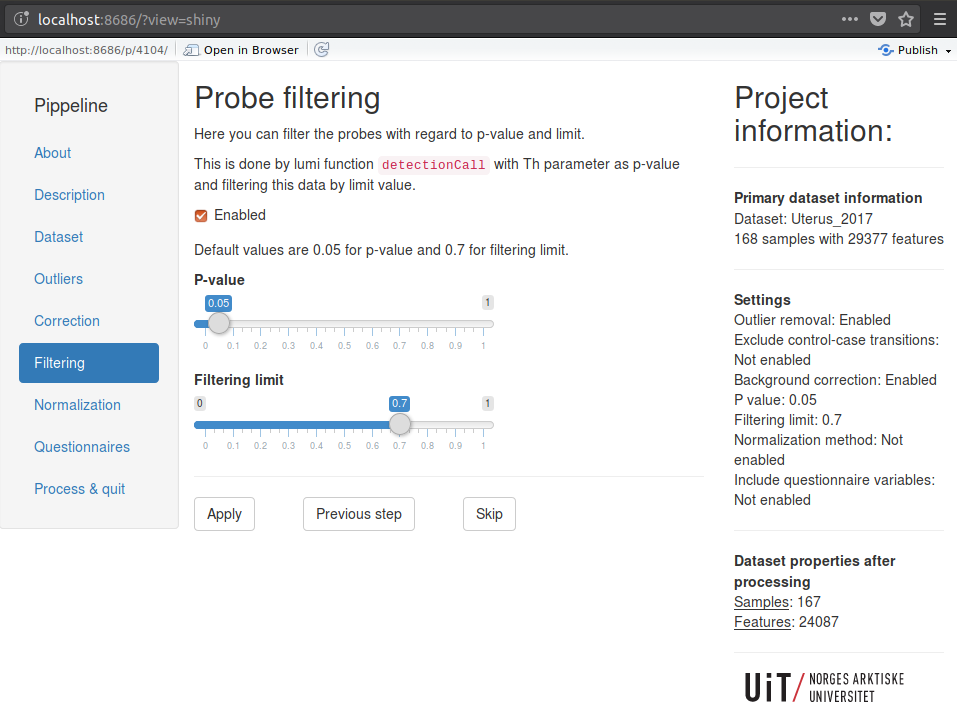 localhost:8686/?view=shiny
http://localhost:8686/p/4104/ Open in Browser Publish
Pippeline
About
Description
Dataset
Outliers
Correction
Filtering
Normalization
Questionnaires
Process & quit
Probe filtering
Here you can filter the probes with regard to p-value and limit.
This is done by lumi function detectionCall with Th parameter as p-value
and filtering this data by limit value.
Enabled
Default values are 0.05 for p-value and 0.7 for filtering limit.
P-value
0.05 1
0 0.1 0.2 0.3 0.4 0.5 0.6 0.7 0.8 0.9 1
Filtering limit
0 0.7 1
0 0.1 0.2 0.3 0.4 0.5 0.6 0.7 0.8 0.9 1
Apply Previous step Skip
Project
information:
Primary dataset information
Dataset: Uterus_2017
168 samples with 29377 features
Settings
Outlier removal: Enabled
Exclude control-case transitions:
Not enabled
Background correction: Enabled
P value: 0.05
Filtering limit: 0.7
Normalization method: Not
enabled
Include questionnaire variables:
Not enabled
Dataset properties after
processing
Samples: 167
Features: 24087
UiT/ NORGES ARKTISKE
UNIVERSITET